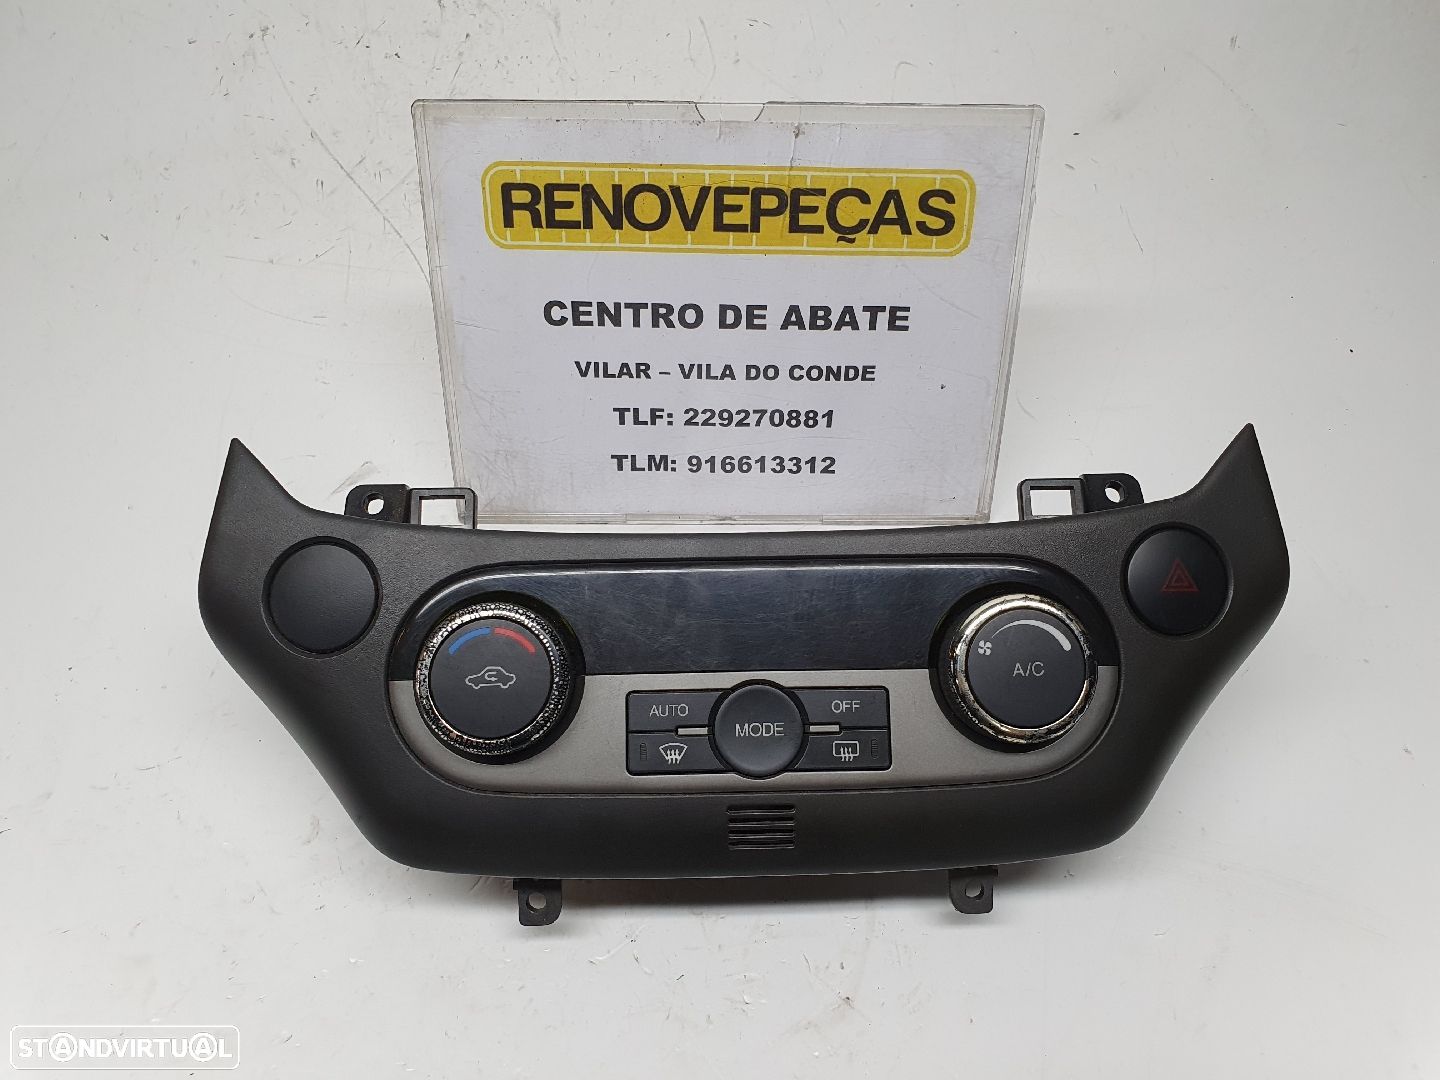 RENOVEPEÇAS
CENTRO DE ABATE
VILAR – VILA DO CONDE
TLF: 229270881
TLM: 916613312
A/C
AUTO
OFF
MODE
STANDVIRTUAL